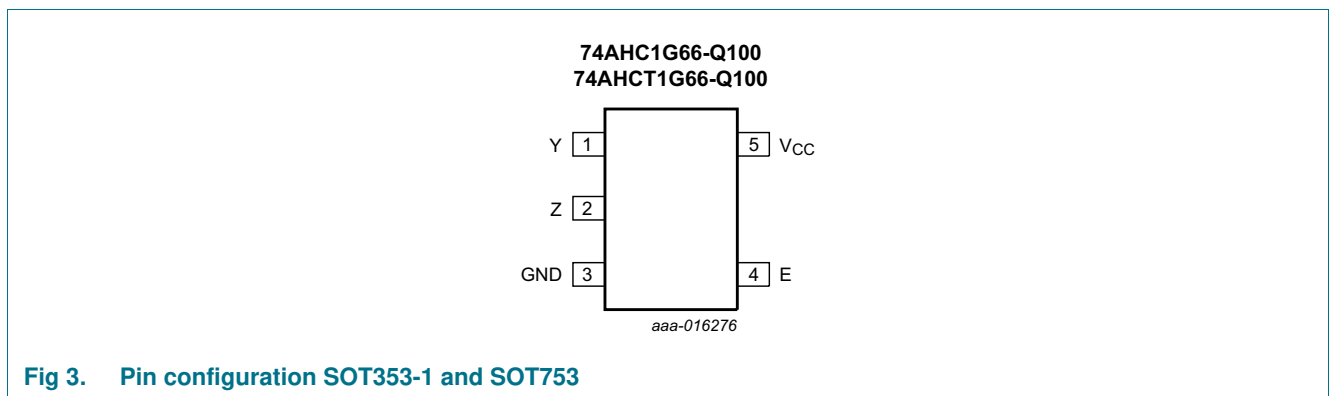 74AHC1G66-Q100
74AHCT1G66-Q100
Y 1
5 VCC
Z 2
GND 3
4 E
aaa-016276
Fig 3. Pin configuration SOT353-1 and SOT753